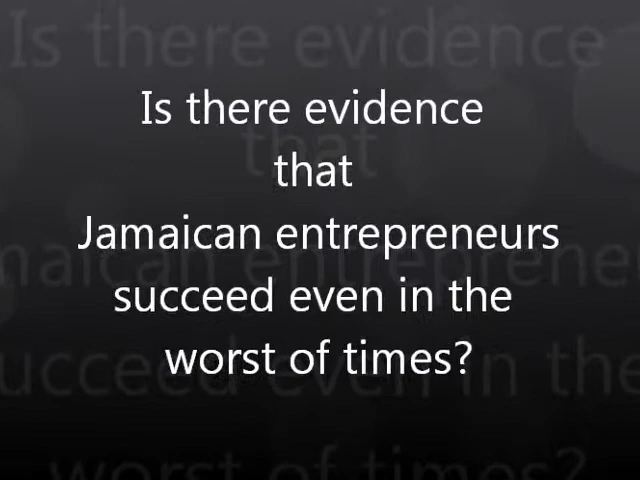 Is there evidence
that
Jamaican entrepreneurs
succeed even in the
worst of times?